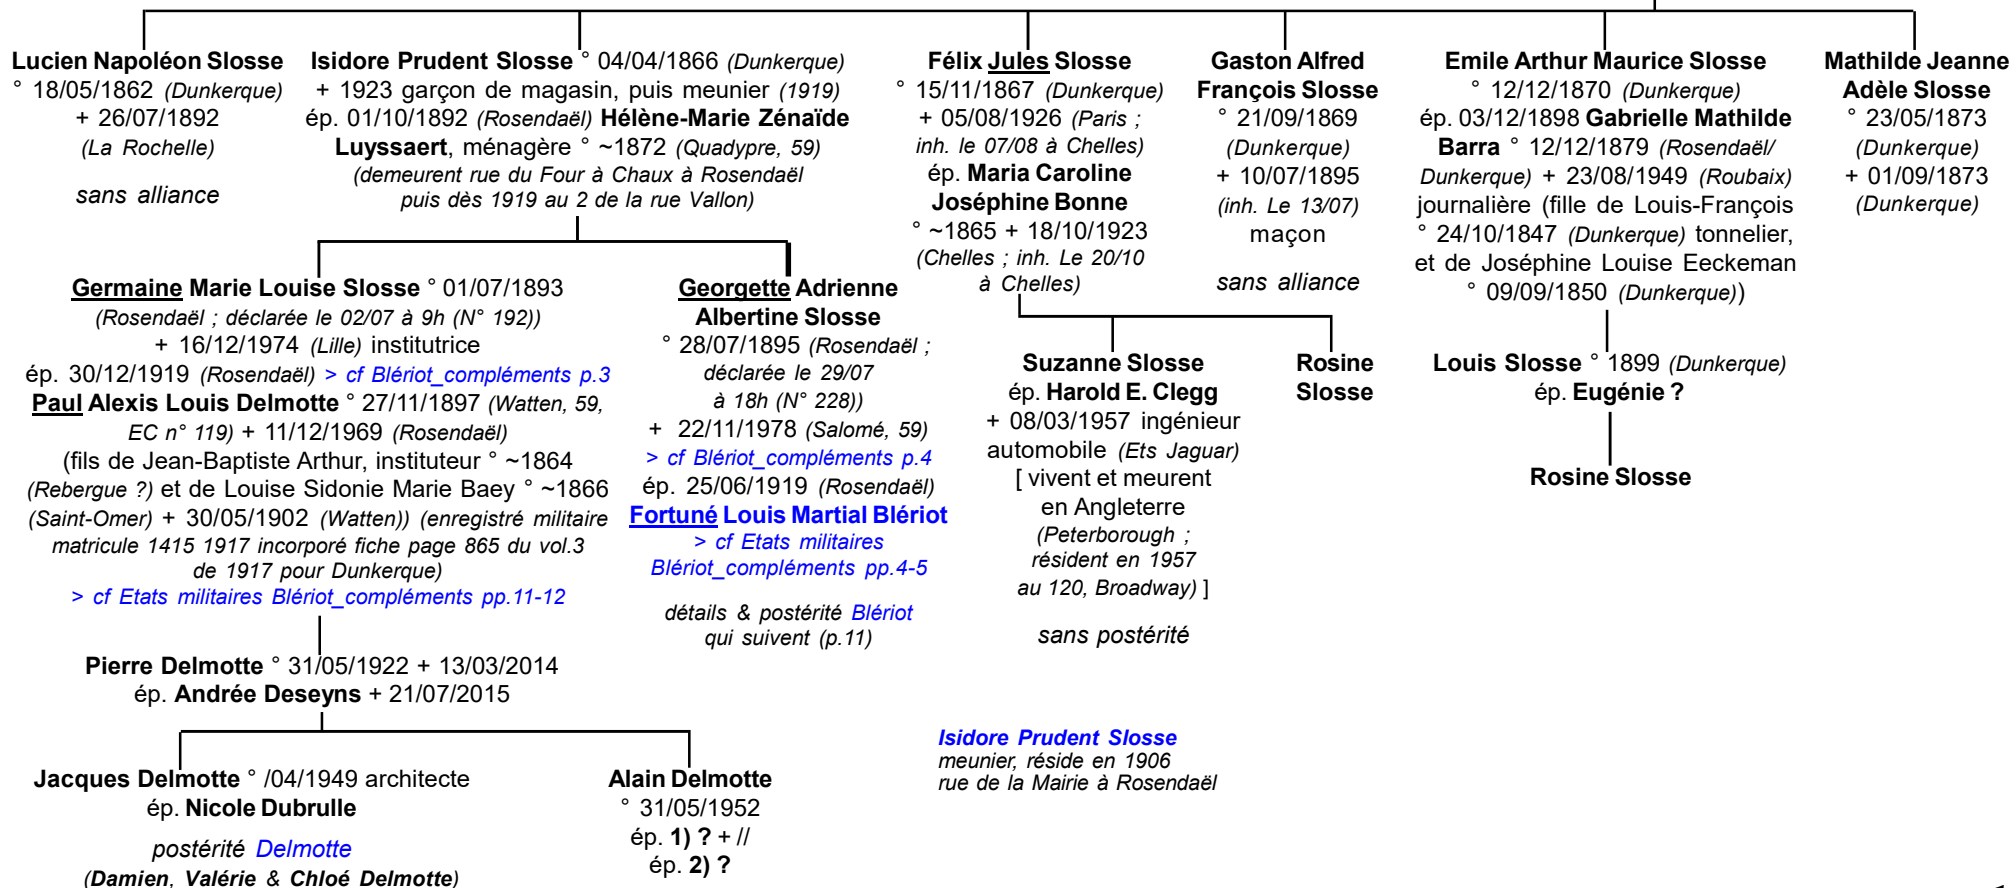 Lucien Napoléon Slosse
° 18/05/1862 (Dunkerque)
+ 26/07/1892
(La Rochelle)
sans alliance
Isidore Prudent Slosse ° 04/04/1866 (Dunkerque)
+ 1923 garçon de magasin, puis meunier (1919)
ép. 01/10/1892 (Rosendaël) Hélène-Marie Zénaïde
Luyssaert, ménagère ° ~1872 (Quadypre, 59)
(demeurent rue du Four à Chaux à Rosendaël
puis dès 1919 au 2 de la rue Vallon)
Félix Jules Slosse
° 15/11/1867 (Dunkerque)
+ 05/08/1926 (Paris ;
inh. le 07/08 à Chelles)
ép. Maria Caroline
Joséphine Bonne
° ~1865 + 18/10/1923
(Chelles ; inh. Le 20/10
à Chelles)
Gaston Alfred
François Slosse
° 21/09/1869
(Dunkerque)
+ 10/07/1895
(inh. Le 13/07)
maçon
sans alliance
Emile Arthur Maurice Slosse
° 12/12/1870 (Dunkerque)
ép. 03/12/1898 Gabrielle Mathilde
Barra ° 12/12/1879 (Rosendaël/
Dunkerque) + 23/08/1949 (Roubaix)
journalière (fille de Louis-François
° 24/10/1847 (Dunkerque) tonnelier,
et de Joséphine Louise Eeckeman
° 09/09/1850 (Dunkerque))
Mathilde Jeanne
Adèle Slosse
° 23/05/1873
(Dunkerque)
+ 01/09/1873
(Dunkerque)
Germaine Marie Louise Slosse ° 01/07/1893
(Rosendaël ; déclarée le 02/07 à 9h (N° 192))
+ 16/12/1974 (Lille) institutrice
ép. 30/12/1919 (Rosendaël) > cf Blériot_compléments p.3
Paul Alexis Louis Delmotte ° 27/11/1897 (Watten, 59,
EC n° 119) + 11/12/1969 (Rosendaël)
(fils de Jean-Baptiste Arthur, instituteur ° ~1864
(Rebergue ?) et de Louise Sidonie Marie Baey ° ~1866
(Saint-Omer) + 30/05/1902 (Watten)) (enregistré militaire
matricule 1415 1917 incorporé fiche page 865 du vol.3
de 1917 pour Dunkerque)
> cf Etats militaires Blériot_compléments pp.11-12
Georgette Adrienne
Albertine Slosse
° 28/07/1895 (Rosendaël ;
déclarée le 29/07
à 18h (N° 228))
+ 22/11/1978 (Salomé, 59)
> cf Blériot_compléments p.4
ép. 25/06/1919 (Rosendaël)
Fortuné Louis Martial Blériot
> cf Etats militaires
Blériot_compléments pp.4-5
détails & postérité Blériot
qui suivent (p.11)
Suzanne Slosse
ép. Harold E. Clegg
+ 08/03/1957 ingénieur
automobile (Ets Jaguar)
[ vivent et meurent
en Angleterre
(Peterborough ;
résident en 1957
au 120, Broadway) ]
sans postérité
Rosine
Slosse
Louis Slosse ° 1899 (Dunkerque)
ép. Eugénie ?
Rosine Slosse
Pierre Delmotte ° 31/05/1922 + 13/03/2014
ép. Andrée Deseyns + 21/07/2015
Jacques Delmotte ° /04/1949 architecte
ép. Nicole Dubrulle
postérité Delmotte
(Damien, Valérie & Chloé Delmotte)
Alain Delmotte
° 31/05/1952
ép. 1) ? + //
ép. 2) ?
Isidore Prudent Slosse
meunier, réside en 1906
rue de la Mairie à Rosendaël